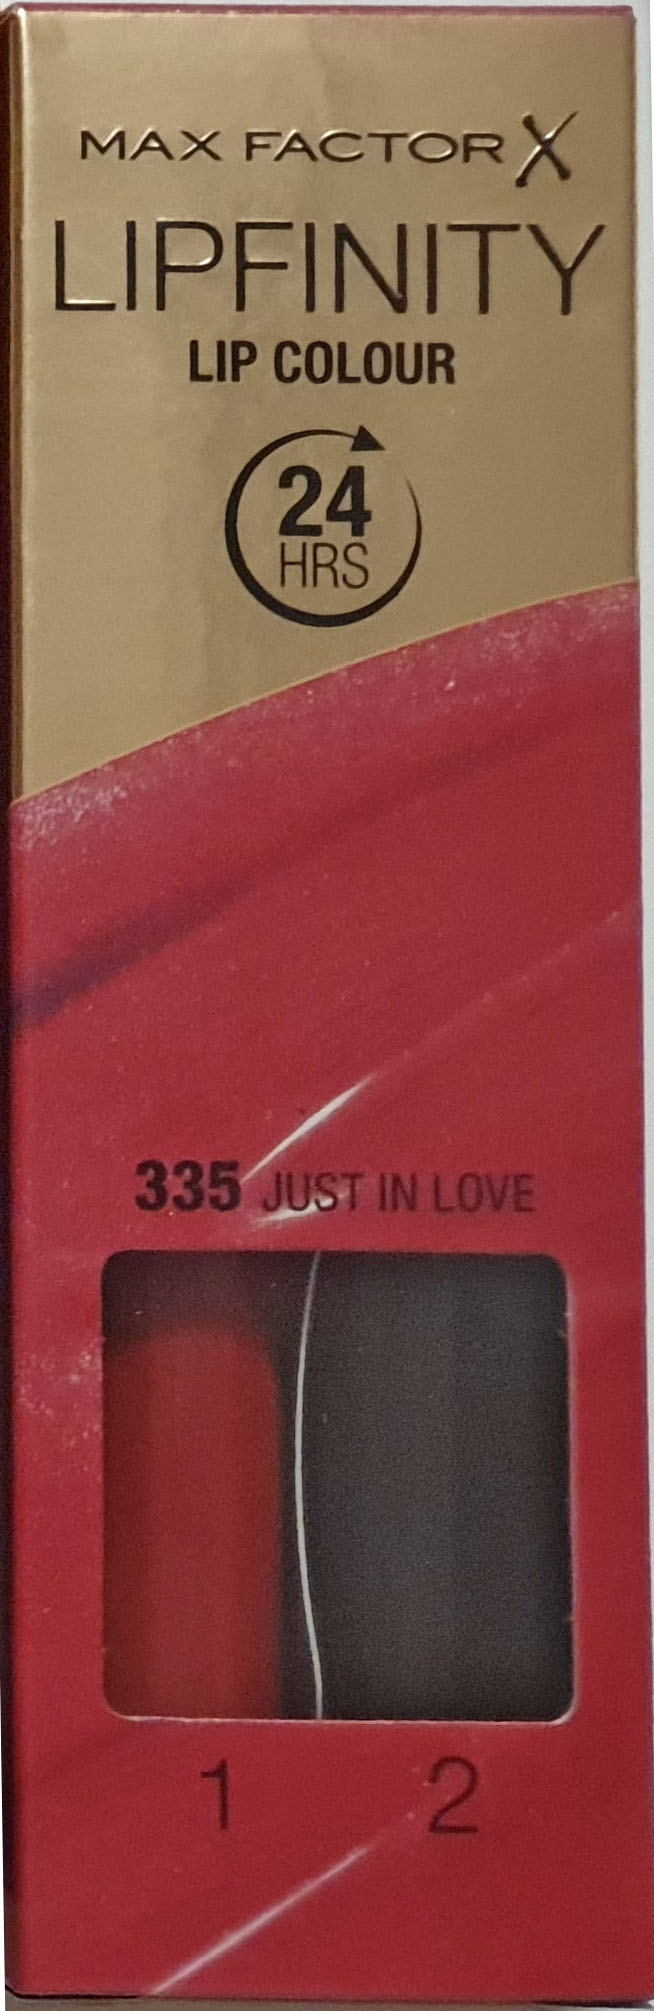 MAX FACTOR X
LIPFINITY
LIP COLOUR
24
HRS
335 JUST IN LOVE
1 2